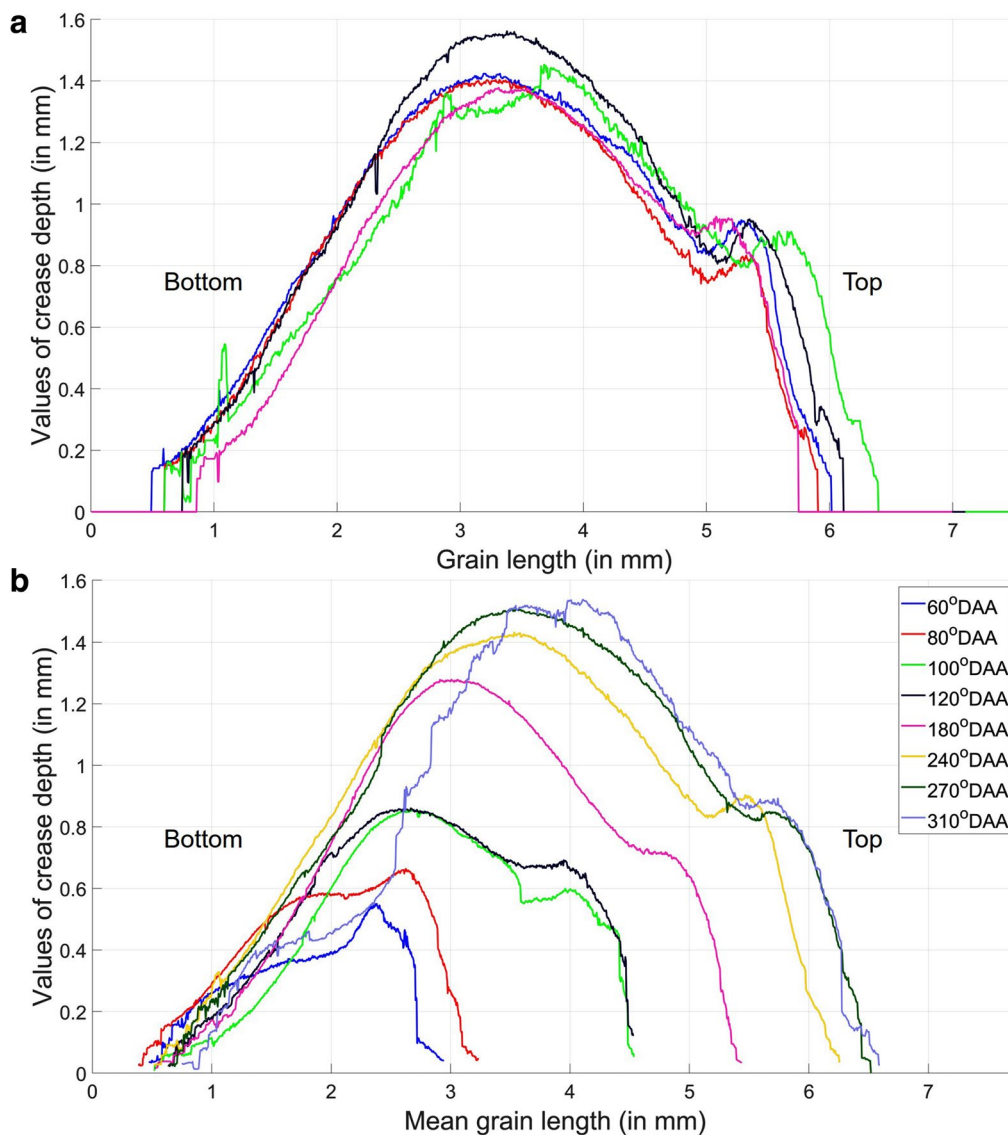 a
1.6
1.4
1.2
1
0.8
0.6
0.4
0.2
0
Values of crease depth (in mm)
Bottom
Top
0 1 2 3 4 5 6 7
Grain length (in mm)
b
1.6
1.4
1.2
1
0.8
0.6
0.4
0.2
0
Values of crease depth (in mm)
Bottom
Top
60°DAA
80°DAA
100°DAA
120°DAA
180°DAA
240°DAA
270°DAA
310°DAA
0 1 2 3 4 5 6 7
Mean grain length (in mm)